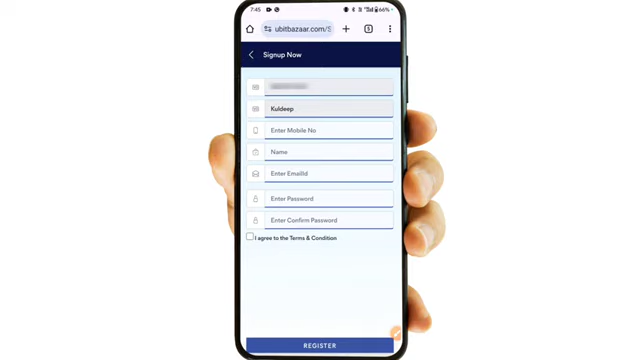 7:45
66%
ubitbazaar.com/S
5
Signup Now
Kuldeep
Enter Mobile No
Name
Enter EmailId
Enter Password
Enter Confirm Password
I agree to the Terms & Condition
REGISTER